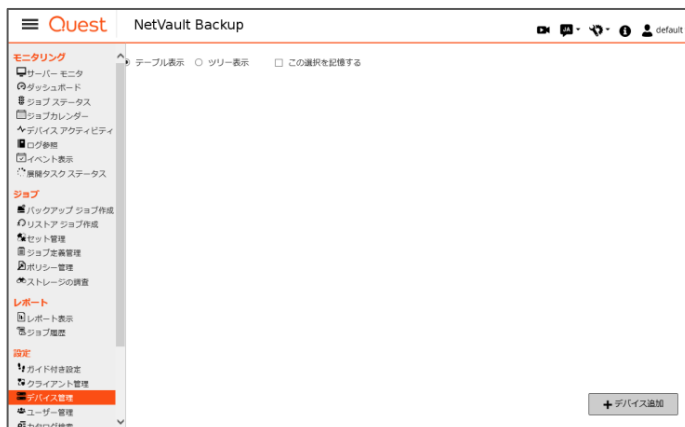 Quest NetVault Backup
JA default
モニタリング
テーブル表示 ツリー表示 この選択を記憶する
サーバー モニタ
ダッシュボード
ジョブ ステータス
ジョブカレンダー
デバイス アクティビティ
ログ参照
イベント表示
展開タスク ステータス
ジョブ
バックアップ ジョブ作成
リストア ジョブ作成
セット管理
ジョブ定義管理
ポリシー管理
ストレージの調査
レポート
レポート表示
ジョブ履歴
設定
ガイド付き設定
クライアント管理
デバイス管理
デバイス追加
ユーザー管理
カタログ検索